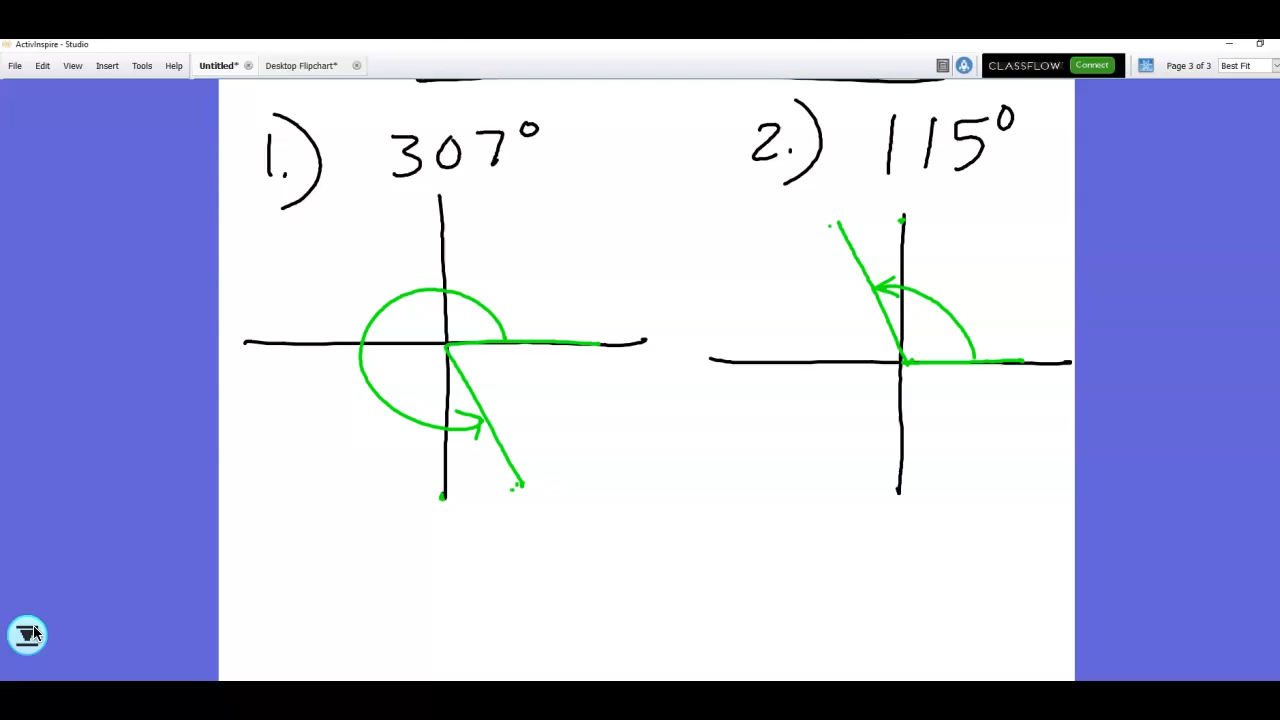 ActivInspire - Studio
File Edit View Insert Tools Help Untitled* Desktop Flipchart* CLASSFLOW Connect Page 3 of 3 Best Fit
1.) 307° 2.) 115°